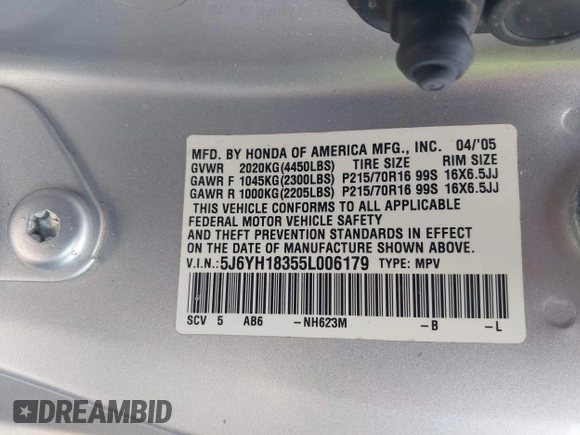 MFD. BY HONDA OF AMERICA MFG., INC. 04/'05
GVWR 2020KG(4450LBS) TIRE SIZE RIM SIZE
GAWR F 1045KG(2300LBS) P215/70R16 99S 16X6.5JJ
GAWR R 1000KG(2205LBS) P215/70R16 99S 16X6.5JJ
THIS VEHICLE CONFORMS TO ALL APPLICABLE
FEDERAL MOTOR VEHICLE SAFETY
AND THEFT PREVENTION STANDARDS IN EFFECT
ON THE DATE OF MANUFACTURE SHOWN ABOVE.
V.I.N.:5J6YH18355L006179 TYPE: MPV
SCV 5 AB6 -NH623M -B -L
DREAMBID